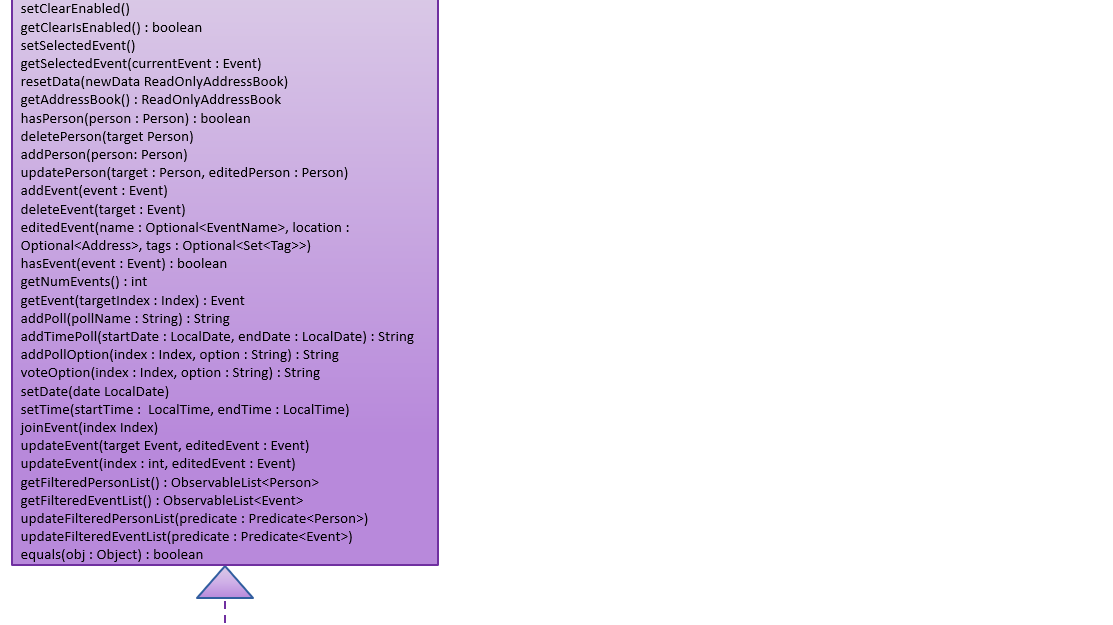 setClearEnabled()
getClearIsEnabled() : boolean
setSelectedEvent()
getSelectedEvent(currentEvent : Event)
resetData(newData ReadOnlyAddressBook)
getAddressBook() : ReadOnlyAddressBook
hasPerson(person : Person) : boolean
deletePerson(target Person)
addPerson(person: Person)
updatePerson(target : Person, editedPerson : Person)
addEvent(event : Event)
deleteEvent(target : Event)
editedEvent(name : Optional<EventName>, location :
Optional<Address>, tags : Optional<Set<Tag>>)
hasEvent(event : Event) : boolean
getNumEvents() : int
getEvent(targetIndex : Index) : Event
addPoll(pollName : String) : String
addTimePoll(startDate : LocalDate, endDate : LocalDate) : String
addPollOption(index : Index, option : String) : String
voteOption(index : Index, option : String) : String
setDate(date LocalDate)
setTime(startTime :  LocalTime, endTime : LocalTime)
joinEvent(index Index)
updateEvent(target Event, editedEvent : Event)
updateEvent(index : int, editedEvent : Event)
getFilteredPersonList() : ObservableList<Person>
getFilteredEventList() : ObservableList<Event>
updateFilteredPersonList(predicate : Predicate<Person>)
updateFilteredEventList(predicate : Predicate<Event>)
equals(obj : Object) : boolean